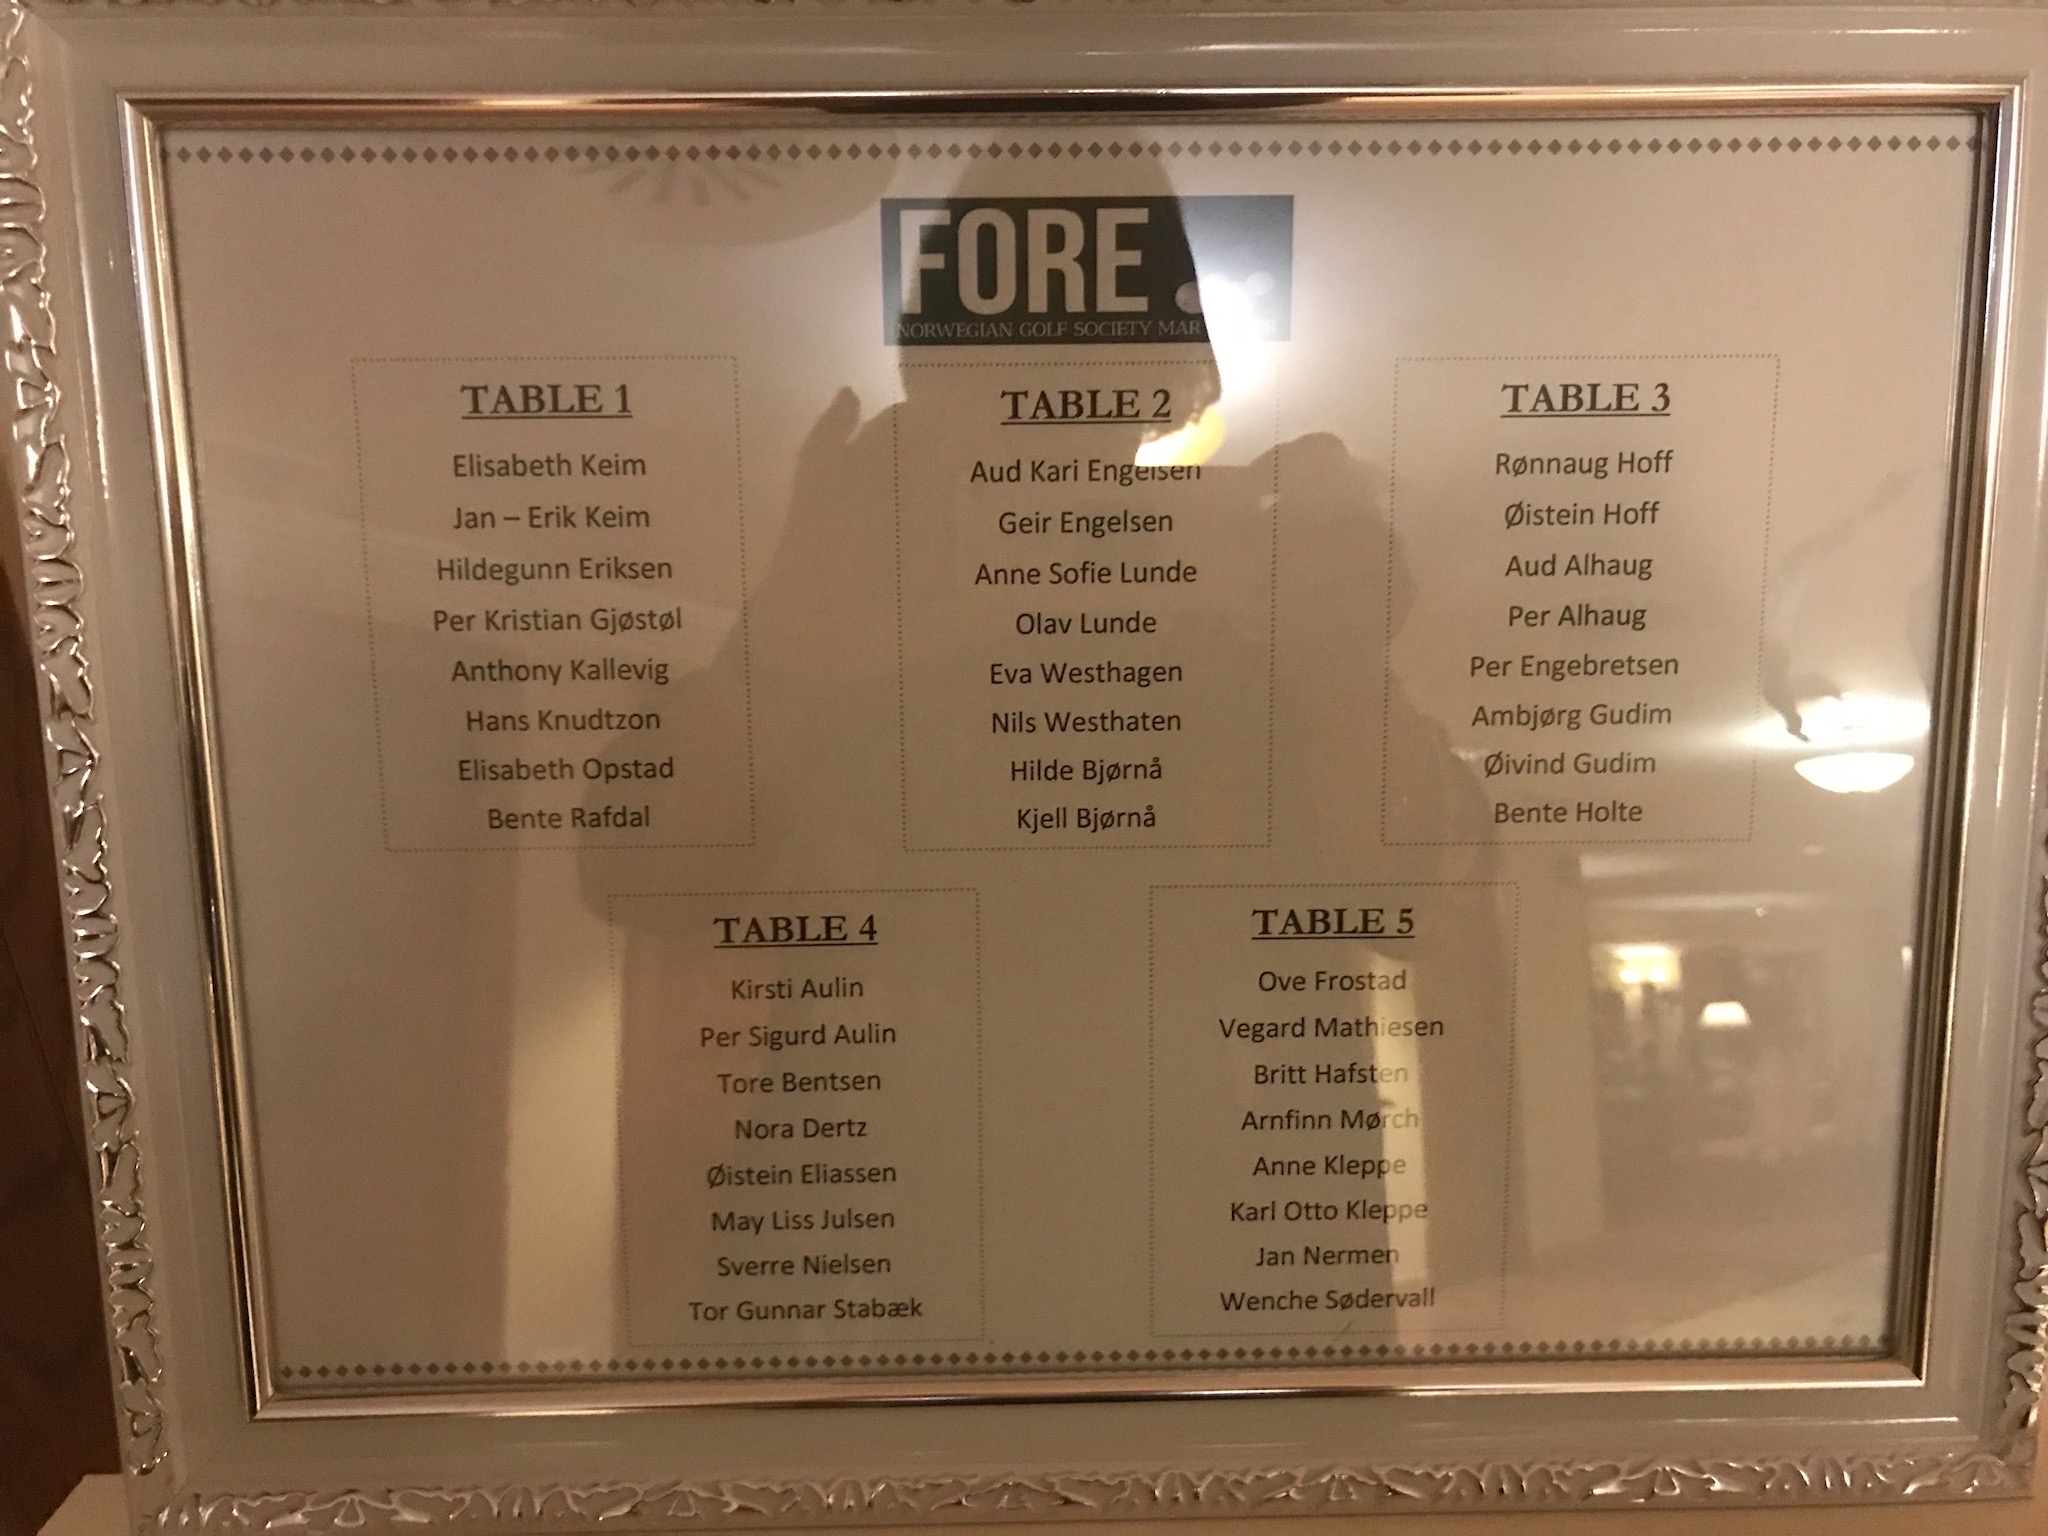 FORE
NORWEGIAN GOLF SOCIETY
TABLE 1
Elisabeth Keim
Jan – Erik Keim
Hildegunn Eriksen
Per Kristian Gjøstøl
Anthony Kallevig
Hans Knudtzon
Elisabeth Opstad
Bente Rafdal
TABLE 2
Aud Kari Engelsen
Geir Engelsen
Anne Sofie Lunde
Olav Lunde
Eva Westhagen
Nils Westhaten
Hilde Bjørnå
Kjell Bjørnå
TABLE 3
Rønnaug Hoff
Øistein Hoff
Aud Alhaug
Per Alhaug
Per Engebretsen
Ambjørg Gudim
Øivind Gudim
Bente Holte
TABLE 4
Kirsti Aulin
Per Sigurd Aulin
Tore Bentsen
Nora Dertz
Øistein Eliassen
May Liss Julsen
Sverre Nielsen
Tor Gunnar Stabæk
TABLE 5
Ove Frostad
Vegard Mathiesen
Britt Hafsten
Arnfinn Mørch
Anne Kleppe
Karl Otto Kleppe
Jan Nermen
Wenche Sødervall